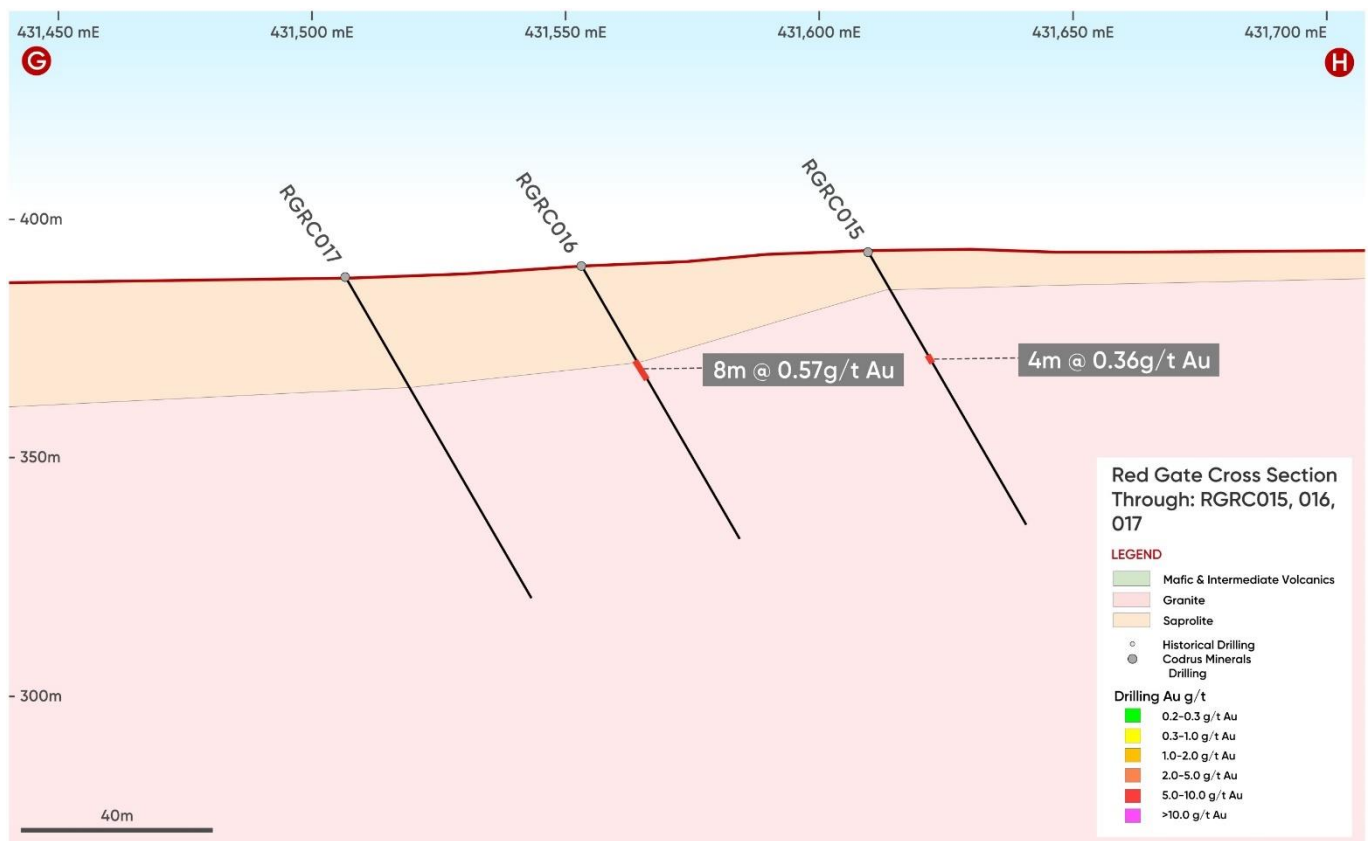 431,450 mE
431,500 mE
431,550 mE
431,600 mE
431,650 mE
431,700 mE
G
H
RGRC017
RGRC016
RGRC015
- 400m
8m @ 0.57g/t Au
4m @ 0.36g/t Au
- 350m
- 300m
40m
Red Gate Cross Section
Through: RGRC015, 016,
017
LEGEND
Mafic & Intermediate Volcanics
Granite
Saprolite
Historical Drilling
Codrus Minerals
Drilling
Drilling Au g/t
0.2-0.3 g/t Au
0.3-1.0 g/t Au
1.0-2.0 g/t Au
2.0-5.0 g/t Au
5.0-10.0 g/t Au
>10.0 g/t Au